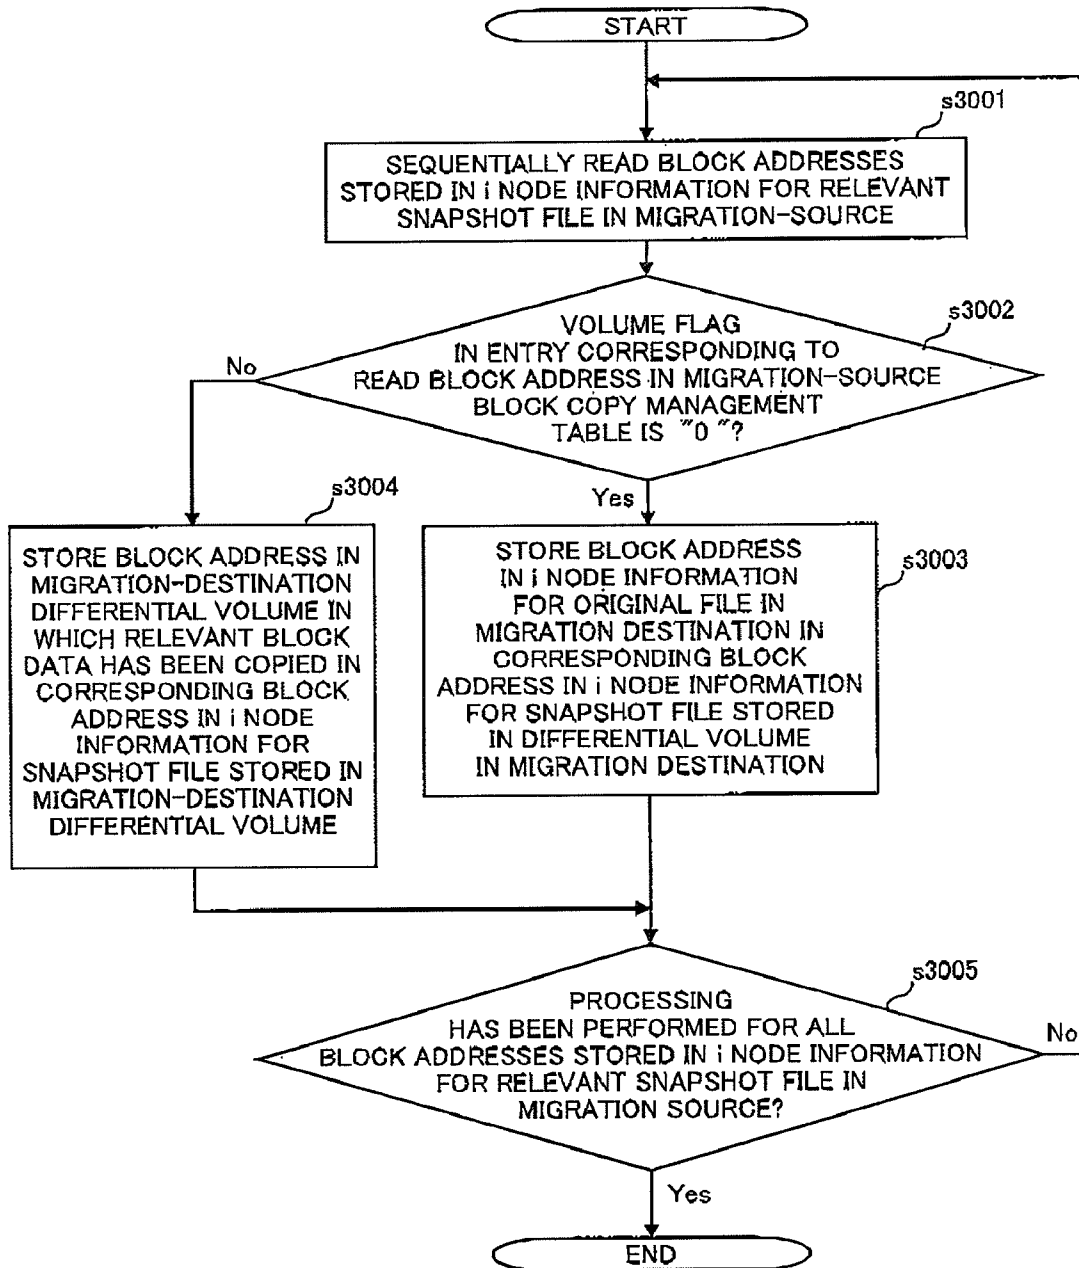 START
s3001
SEQUENTIALLY READ BLOCK ADDRESSES
STORED IN i NODE INFORMATION FOR RELEVANT
SNAPSHOT FILE IN MIGRATION-SOURCE
s3002
VOLUME FLAG
IN ENTRY CORRESPONDING TO
READ BLOCK ADDRESS IN MIGRATION-SOURCE
BLOCK COPY MANAGEMENT
TABLE IS "0"?
No
Yes
s3004
STORE BLOCK ADDRESS IN
MIGRATION-DESTINATION
DIFFERENTIAL VOLUME IN
WHICH RELEVANT BLOCK
DATA HAS BEEN COPIED IN
CORRESPONDING BLOCK
ADDRESS IN i NODE
INFORMATION FOR
SNAPSHOT FILE STORED IN
MIGRATION-DESTINATION
DIFFERENTIAL VOLUME
s3003
STORE BLOCK ADDRESS
IN i NODE INFORMATION
FOR ORIGINAL FILE IN
MIGRATION DESTINATION IN
CORRESPONDING BLOCK
ADDRESS IN i NODE INFORMATION
FOR SNAPSHOT FILE STORED
IN DIFFERENTIAL VOLUME
IN MIGRATION DESTINATION
s3005
PROCESSING
HAS BEEN PERFORMED FOR ALL
BLOCK ADDRESSES STORED IN i NODE INFORMATION
FOR RELEVANT SNAPSHOT FILE IN
MIGRATION SOURCE?
No
Yes
END